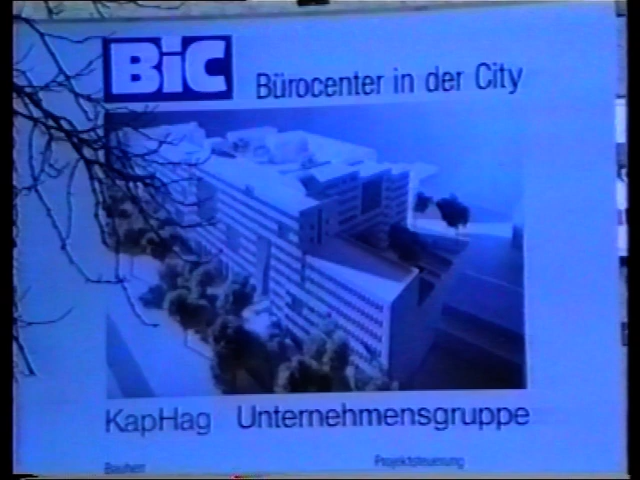 BiC
Bürocenter in der City
KapHag Unternehmensgruppe
Bauherr Projektsteuerung